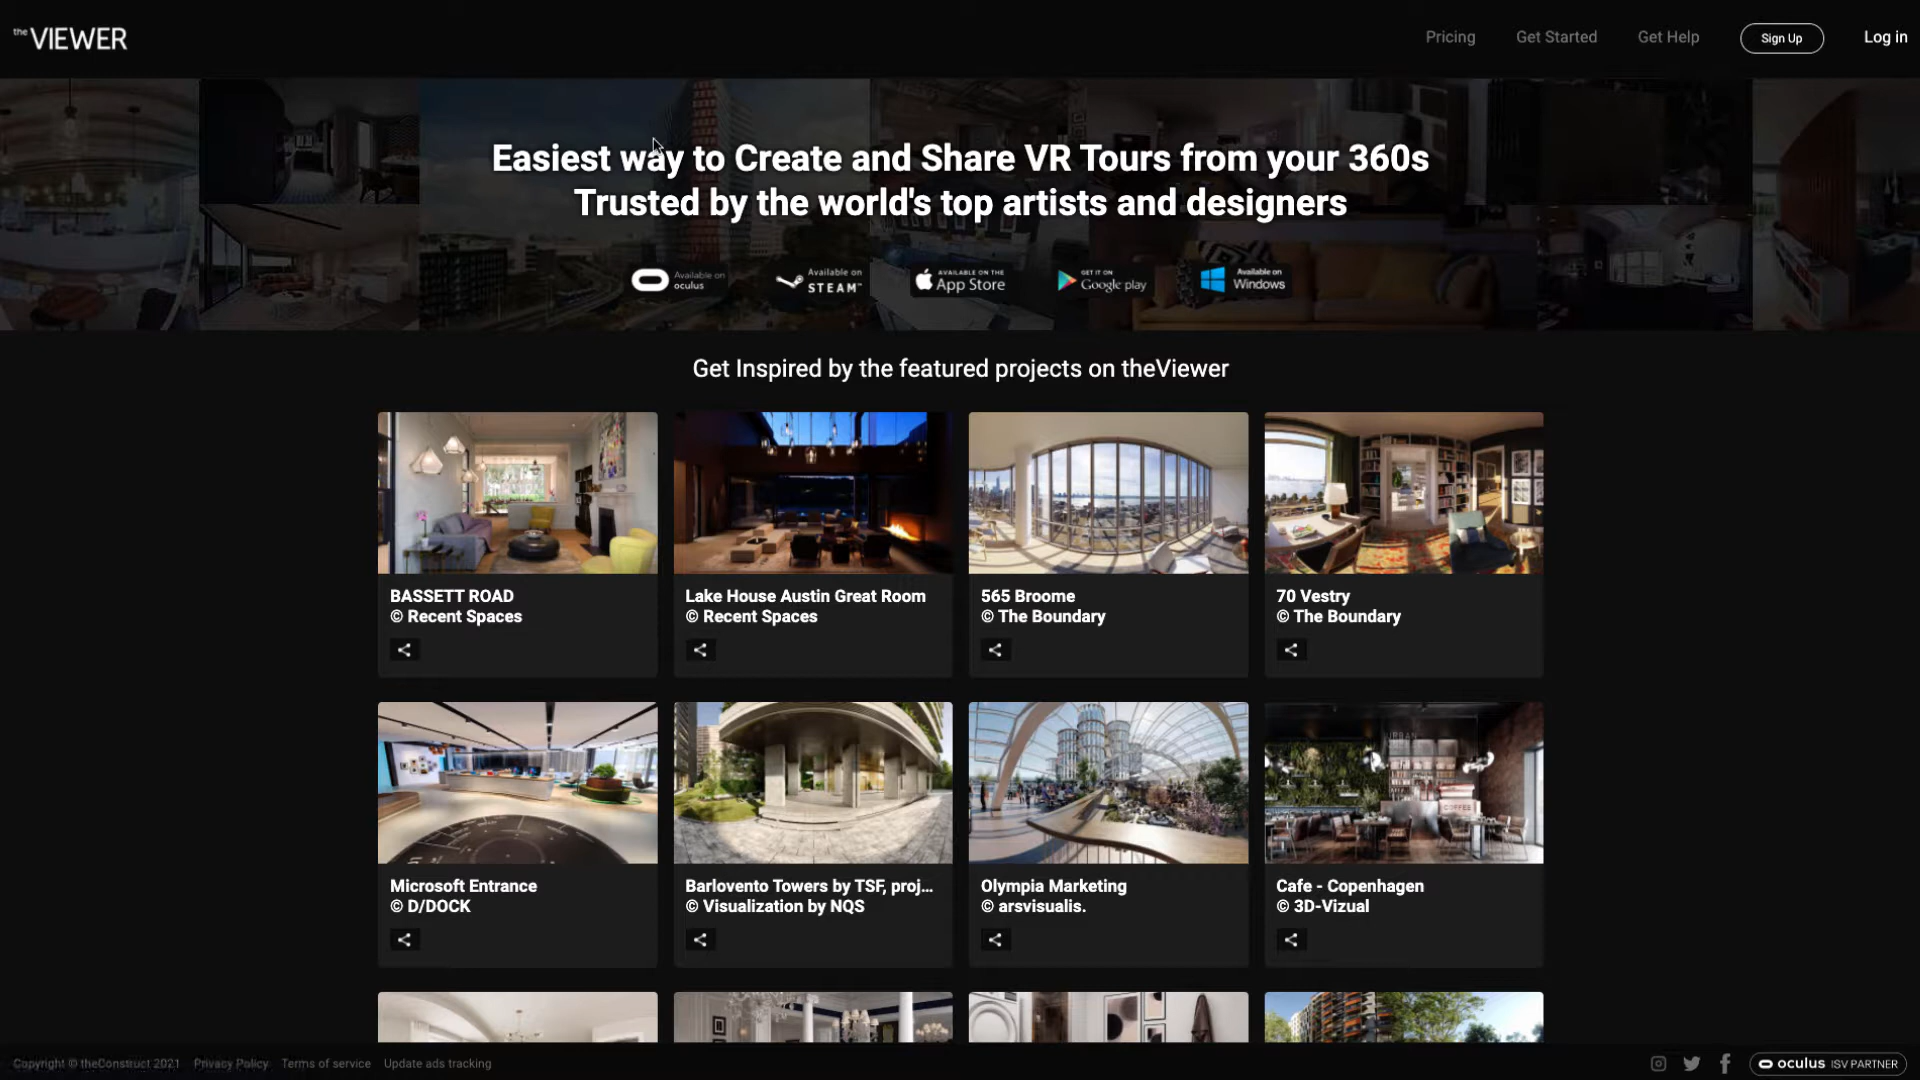 the VIEWER
Pricing
Get Started
Get Help
Sign Up
Log in
Easiest way to Create and Share VR Tours from your 360s
Trusted by the world's top artists and designers
Available on
oculus
Available on
STEAM™
AVAILABLE ON THE
App Store
GET IT ON
Google play
Available on
Windows
Get Inspired by the featured projects on theViewer
BASSETT ROAD
© Recent Spaces
Lake House Austin Great Room
© Recent Spaces
565 Broome
© The Boundary
70 Vestry
© The Boundary
URBAN
COFFEE
Microsoft Entrance
© D/DOCK
Barlovento Towers by TSF, proj...
© Visualization by NQS
Olympia Marketing
© arsvisualis.
Cafe - Copenhagen
© 3D-Vizual
Copyright © theConstruct 2021
Privacy Policy
Terms of service
Update ads tracking
oculus ISV PARTNER